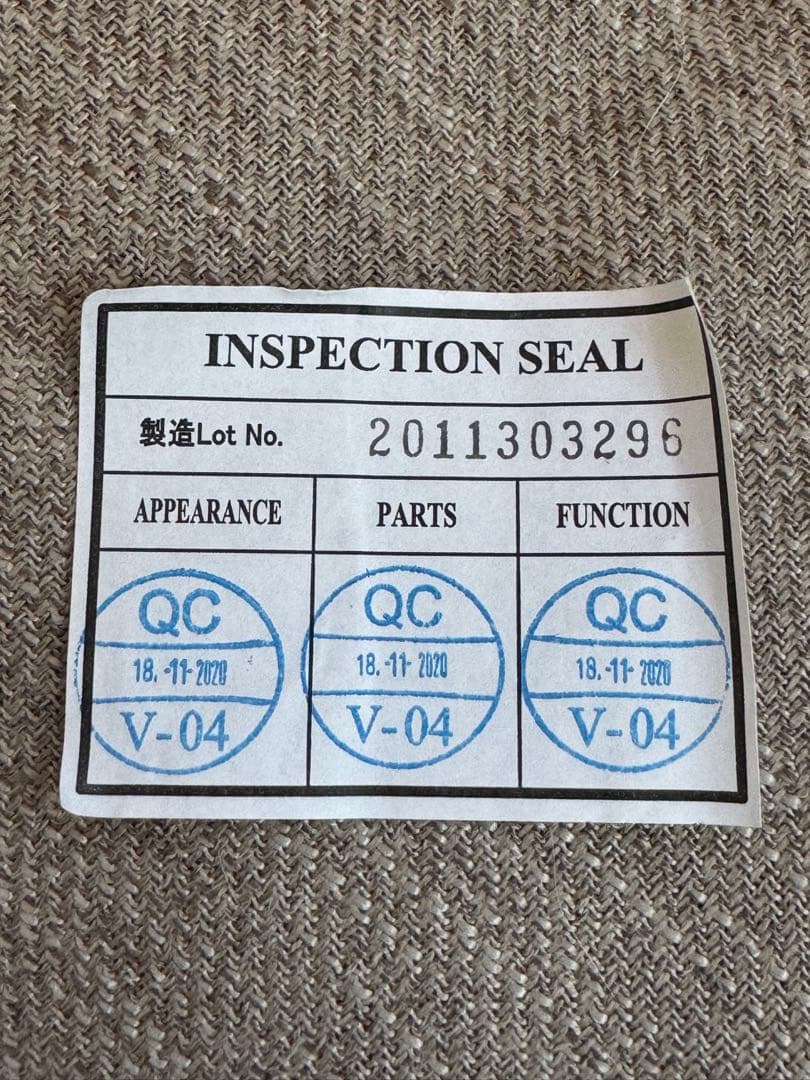 INSPECTION SEAL
製造Lot No. 2011303296
APPEARANCE PARTS FUNCTION
QC QC QC
18.-11-2020 18.-11-2020 18.-11-2020
V-04 V-04 V-04